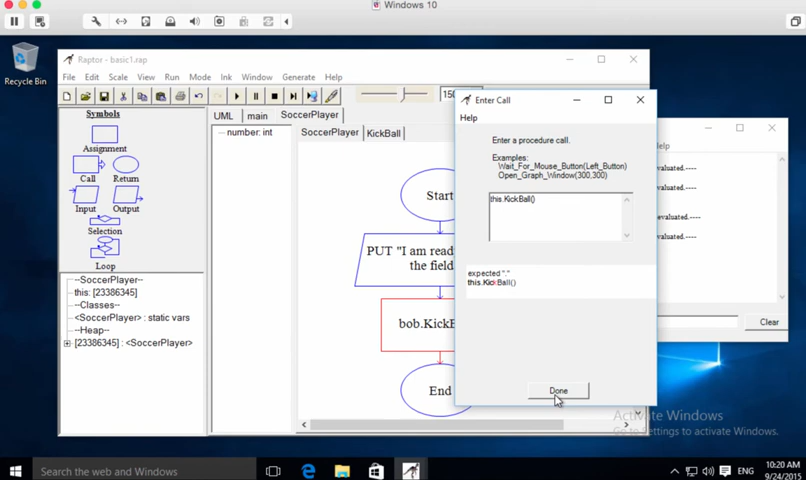 Windows 10
Raptor - basic1.rap
Recycle Bin
File Edit Scale View Run Mode Ink Window Generate Help
Symbols
Assignment
Call
Return
Input
Output
Selection
Loop
--SoccerPlayer--
this: [23386345]
--Classes--
<SoccerPlayer> : static vars
--Heap--
[23386345] : <SoccerPlayer>
UML main SoccerPlayer
number: int
SoccerPlayer KickBall
Start
PUT "I am read
the field
bob.KickB
End
Enter Call
Help
Enter a procedure call.
Examples:
Wait_For_Mouse_Button(Left_Button)
Open_Graph_Window(300,300)
this.KickBall()
expected "."
this.KickBall()
Done
evaluated.----
evaluated.----
evaluated.----
evaluated.----
Clear
Activate Windows
Go to Settings to activate Windows.
Search the web and Windows
ENG
10:20 AM
9/24/2015